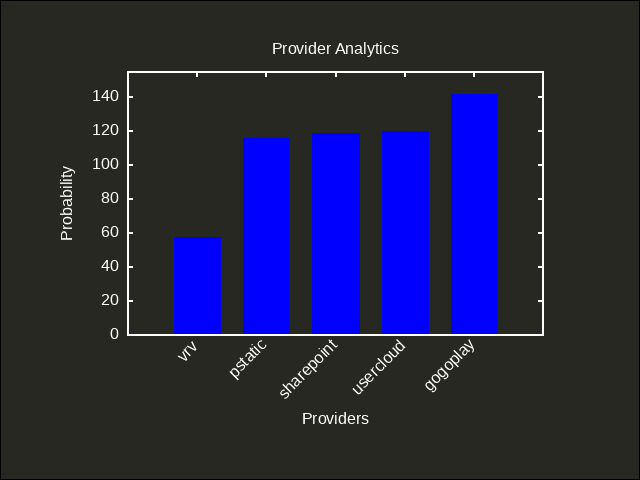 Provider Analytics
Probability
140
120
100
80
60
40
20
0
vrv
pstatic
sharepoint
usercloud
gogoplay
Providers